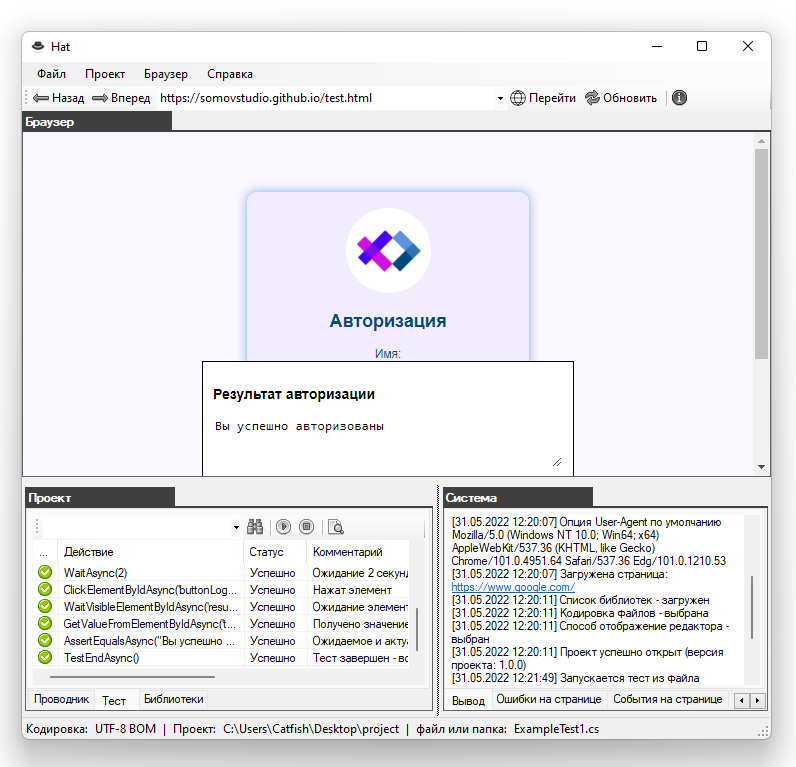 Hat
Файл Проект Браузер Справка
Назад Вперед https://somovstudio.github.io/test.html Перейти Обновить
Браузер
Авторизация
Имя:
Результат авторизации
Вы успешно авторизованы
Проект
... Действие Статус Комментарий
WaitAsync(2) Успешно Ожидание 2 секунд
ClickElementByIdAsync('buttonLog... Успешно Нажат элемент
WaitVisibleElementByIdAsync('resu... Успешно Ожидание элемен
GetValueFromElementByIdAsync('t... Успешно Получено значение
AssertEqualsAsync("Вы успешно ... Успешно Ожидаемое и акту
TestEndAsync() Успешно Тест завершен - вс
Проводник Тест Библиотеки
Система
[31.05.2022 12:20:07] Опция User-Agent по умолчанию
Mozilla/5.0 (Windows NT 10.0; Win64; x64)
AppleWebKit/537.36 (KHTML, like Gecko)
Chrome/101.0.4951.64 Safari/537.36 Edg/101.0.1210.53
[31.05.2022 12:20:07] Загружена страница:
https://www.google.com/
[31.05.2022 12:20:11] Список библиотек - загружен
[31.05.2022 12:20:11] Кодировка файлов - выбрана
[31.05.2022 12:20:11] Способ отображение редактора -
выбран
[31.05.2022 12:20:11] Проект успешно открыт (версия
проекта: 1.0.0)
[31.05.2022 12:21:49] Запускается тест из файла
Вывод Ошибки на странице События на странице
Кодировка: UTF-8 BOM | Проект: C:\Users\Catfish\Desktop\project | файл или папка: ExampleTest1.cs